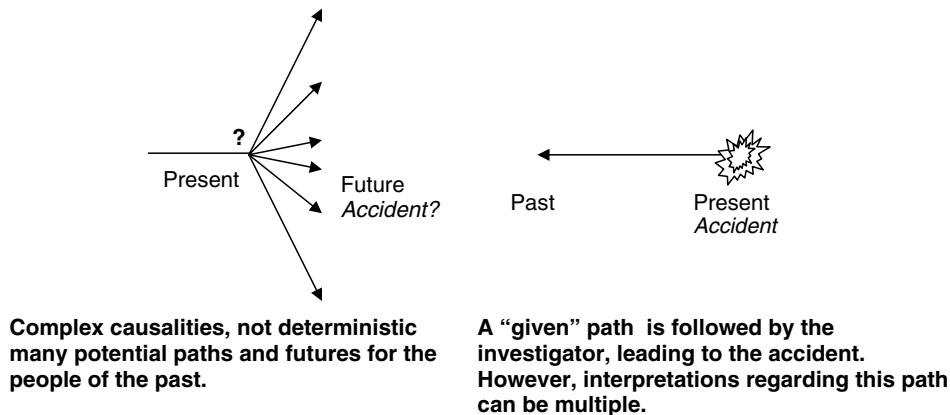 ?
Present
Future
Accident?
Past
Present
Accident
Complex causalities, not deterministic
many potential paths and futures for the
people of the past.
A “given” path is followed by the
investigator, leading to the accident.
However, interpretations regarding this path
can be multiple.